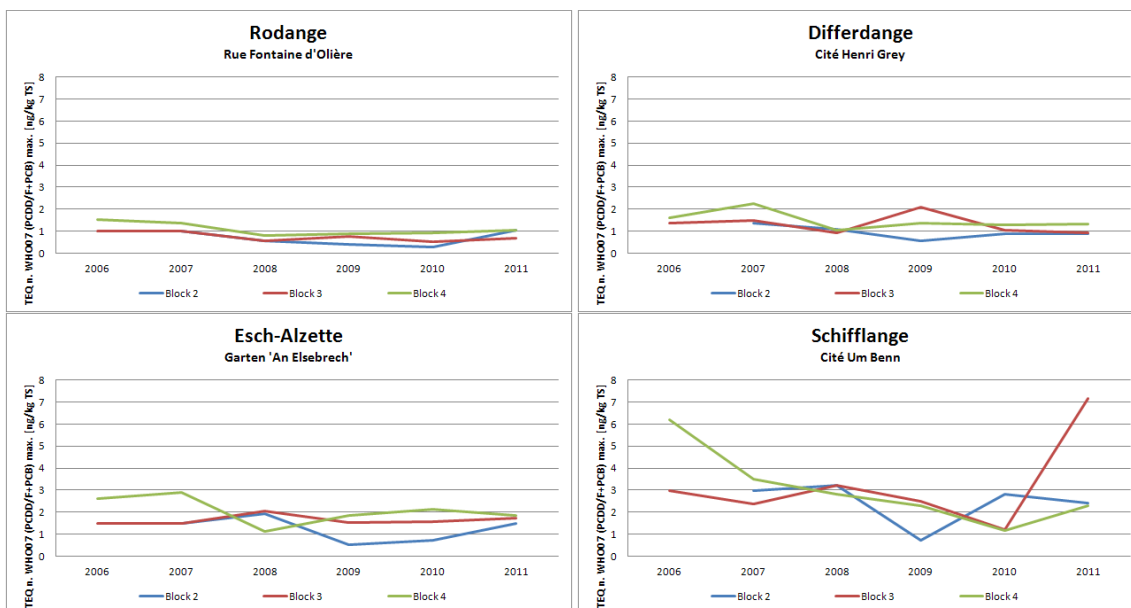 Rodange
Rue Fontaine d'Olière
TEQ n. WHO07 (PCDD/F+PCB) max. [ng/kg TS]
8
7
6
5
4
3
2
1
0
2006 2007 2008 2009 2010 2011
Block 2 Block 3 Block 4
Differdange
Cité Henri Grey
TEQ n. WHO07 (PCDD/F+PCB) max. [ng/kg TS]
8
7
6
5
4
3
2
1
0
2006 2007 2008 2009 2010 2011
Block 2 Block 3 Block 4
Esch-Alzette
Garten 'An Elsebrech'
TEQ n. WHO07 (PCDD/F+PCB) max. [ng/kg TS]
8
7
6
5
4
3
2
1
0
2006 2007 2008 2009 2010 2011
Block 2 Block 3 Block 4
Schifflange
Cité Um Benn
TEQ n. WHO07 (PCDD/F+PCB) max. [ng/kg TS]
8
7
6
5
4
3
2
1
0
2006 2007 2008 2009 2010 2011
Block 2 Block 3 Block 4